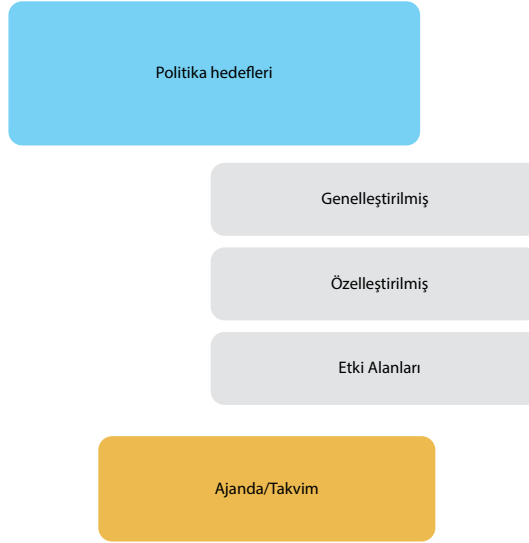 Politika hedefleri
Genelleştirilmiş
Özelleştirilmiş
Etki Alanları
Ajanda/Takvim